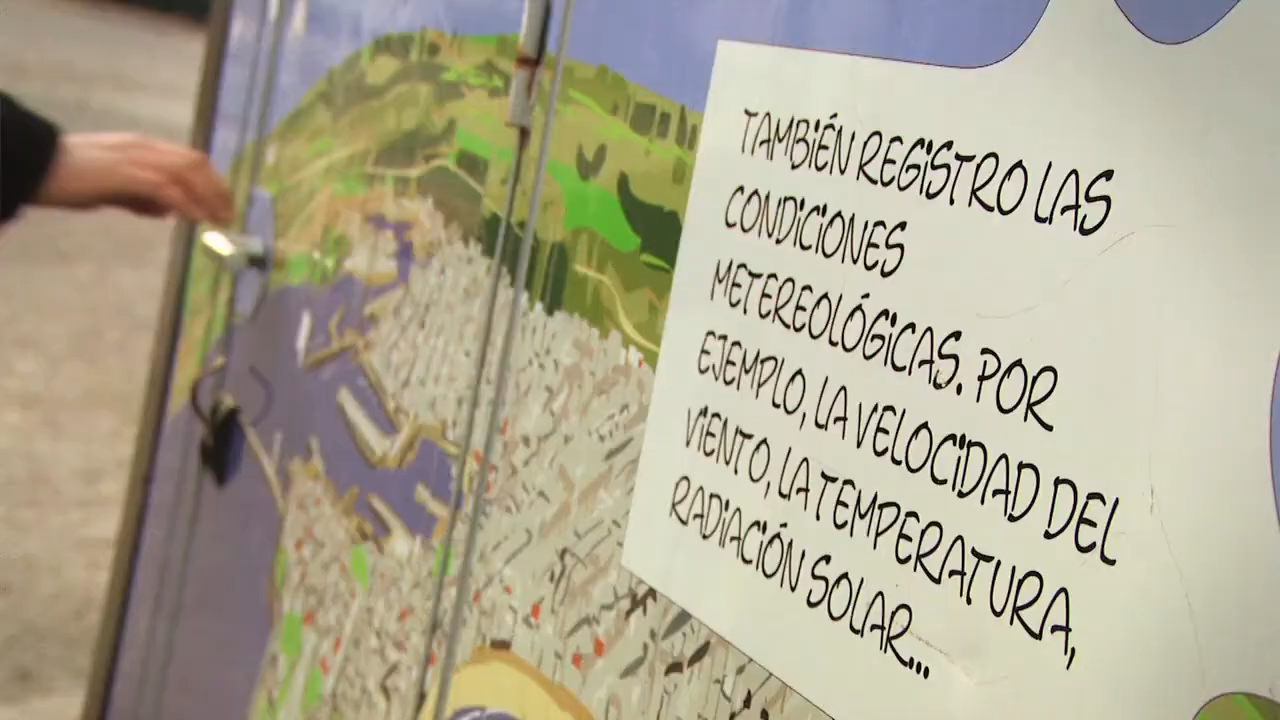 TAMBIÉN REGISTRO LAS
CONDICIONES
METEREOLÓGICAS. POR
EJEMPLO, LA VELOCIDAD DEL
VIENTO, LA TEMPERATURA,
RADIACIÓN SOLAR...